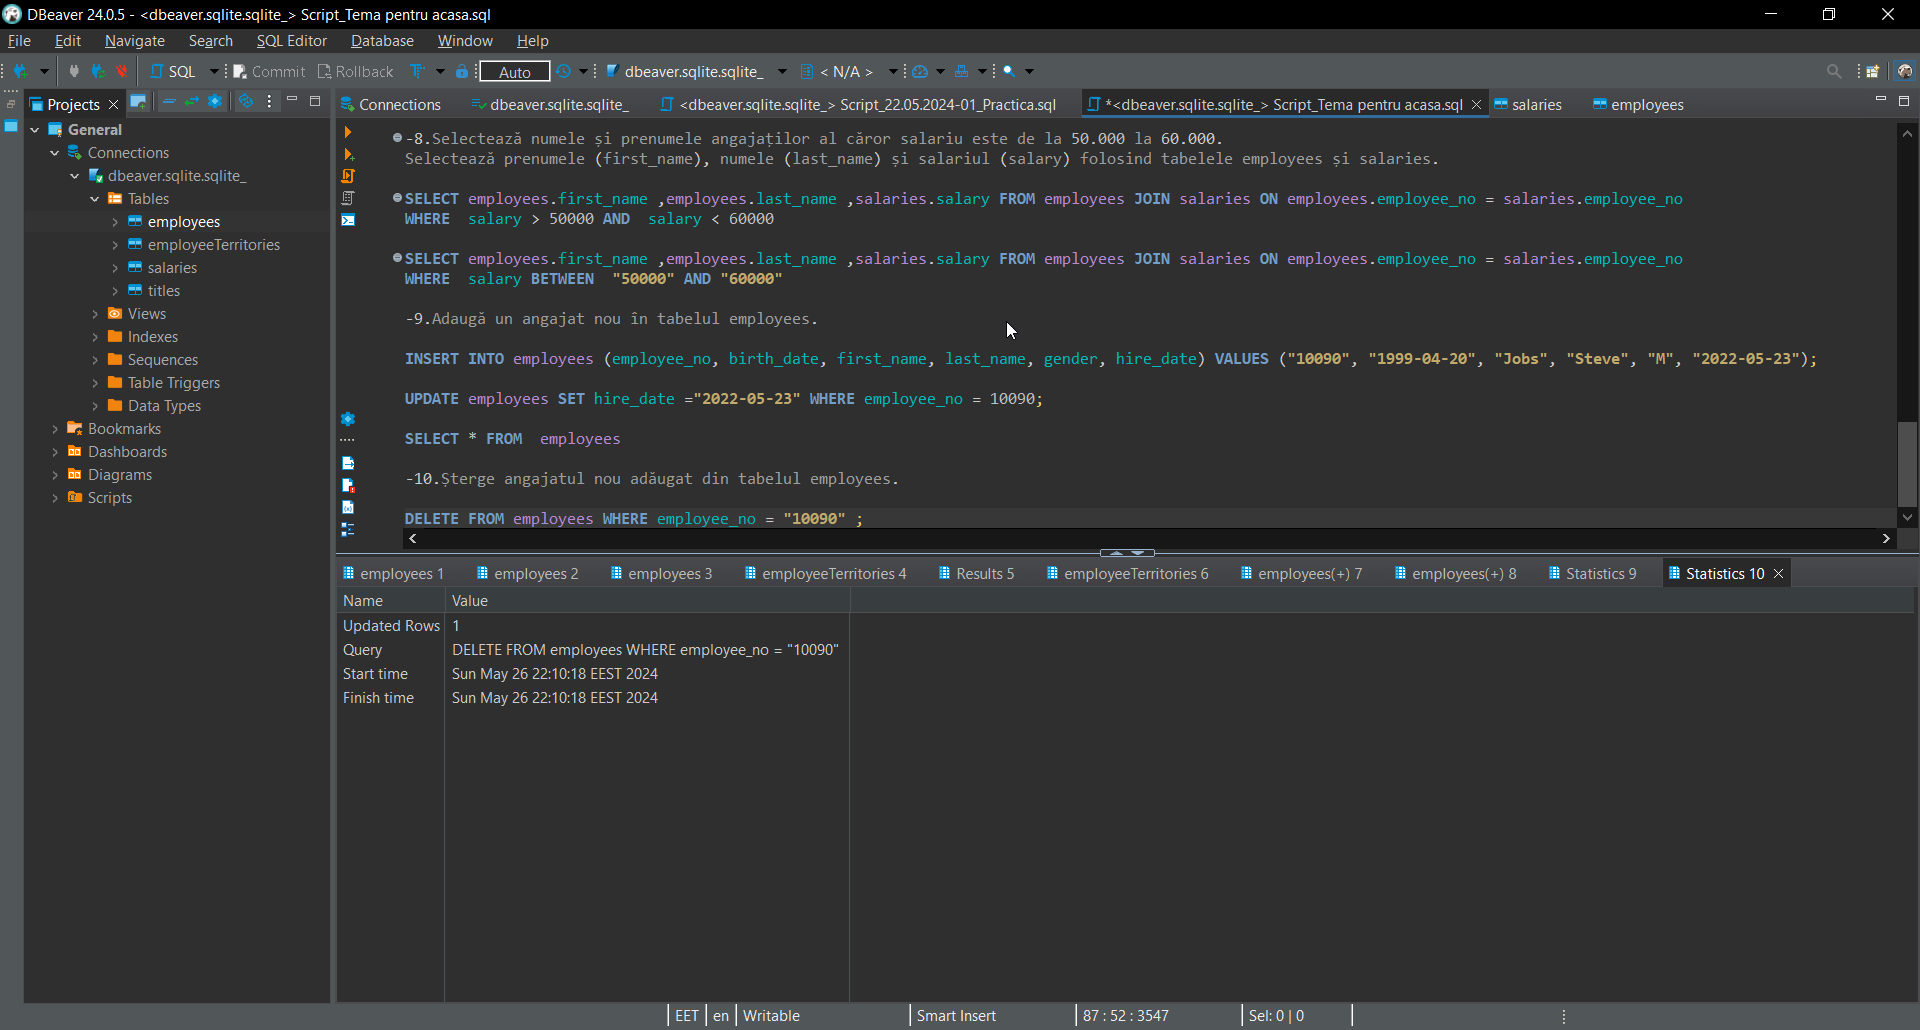 DBeaver 24.0.5 - <dbeaver.sqlite.sqlite_> Script_Tema pentru acasa.sql
File Edit Navigate Search SQL Editor Database Window Help
SQL Commit Rollback Auto dbeaver.sqlite.sqlite_ < N/A >
Projects
Connections dbeaver.sqlite.sqlite_ <dbeaver.sqlite.sqlite_> Script_22.05.2024-01_Practica.sql *<dbeaver.sqlite.sqlite_> Script_Tema pentru acasa.sql salaries employees
General
Connections
dbeaver.sqlite.sqlite_
Tables
employees
employeeTerritories
salaries
titles
Views
Indexes
Sequences
Table Triggers
Data Types
Bookmarks
Dashboards
Diagrams
Scripts
-8.Selectează numele și prenumele angajaților al căror salariu este de la 50.000 la 60.000.
Selectează prenumele (first_name), numele (last_name) și salariul (salary) folosind tabelele employees și salaries.
SELECT employees.first_name ,employees.last_name ,salaries.salary FROM employees JOIN salaries ON employees.employee_no = salaries.employee_no
WHERE salary > 50000 AND salary < 60000
SELECT employees.first_name ,employees.last_name ,salaries.salary FROM employees JOIN salaries ON employees.employee_no = salaries.employee_no
WHERE salary BETWEEN "50000" AND "60000"
-9.Adaugă un angajat nou în tabelul employees.
INSERT INTO employees (employee_no, birth_date, first_name, last_name, gender, hire_date) VALUES ("10090", "1999-04-20", "Jobs", "Steve", "M", "2022-05-23");
UPDATE employees SET hire_date ="2022-05-23" WHERE employee_no = 10090;
SELECT * FROM employees
-10.Șterge angajatul nou adăugat din tabelul employees.
DELETE FROM employees WHERE employee_no = "10090" ;
employees 1 employees 2 employees 3 employeeTerritories 4 Results 5 employeeTerritories 6 employees(+) 7 employees(+) 8 Statistics 9 Statistics 10
Name Value
Updated Rows 1
Query DELETE FROM employees WHERE employee_no = "10090"
Start time Sun May 26 22:10:18 EEST 2024
Finish time Sun May 26 22:10:18 EEST 2024
EET en Writable Smart Insert 87 : 52 : 3547 Sel: 0 | 0